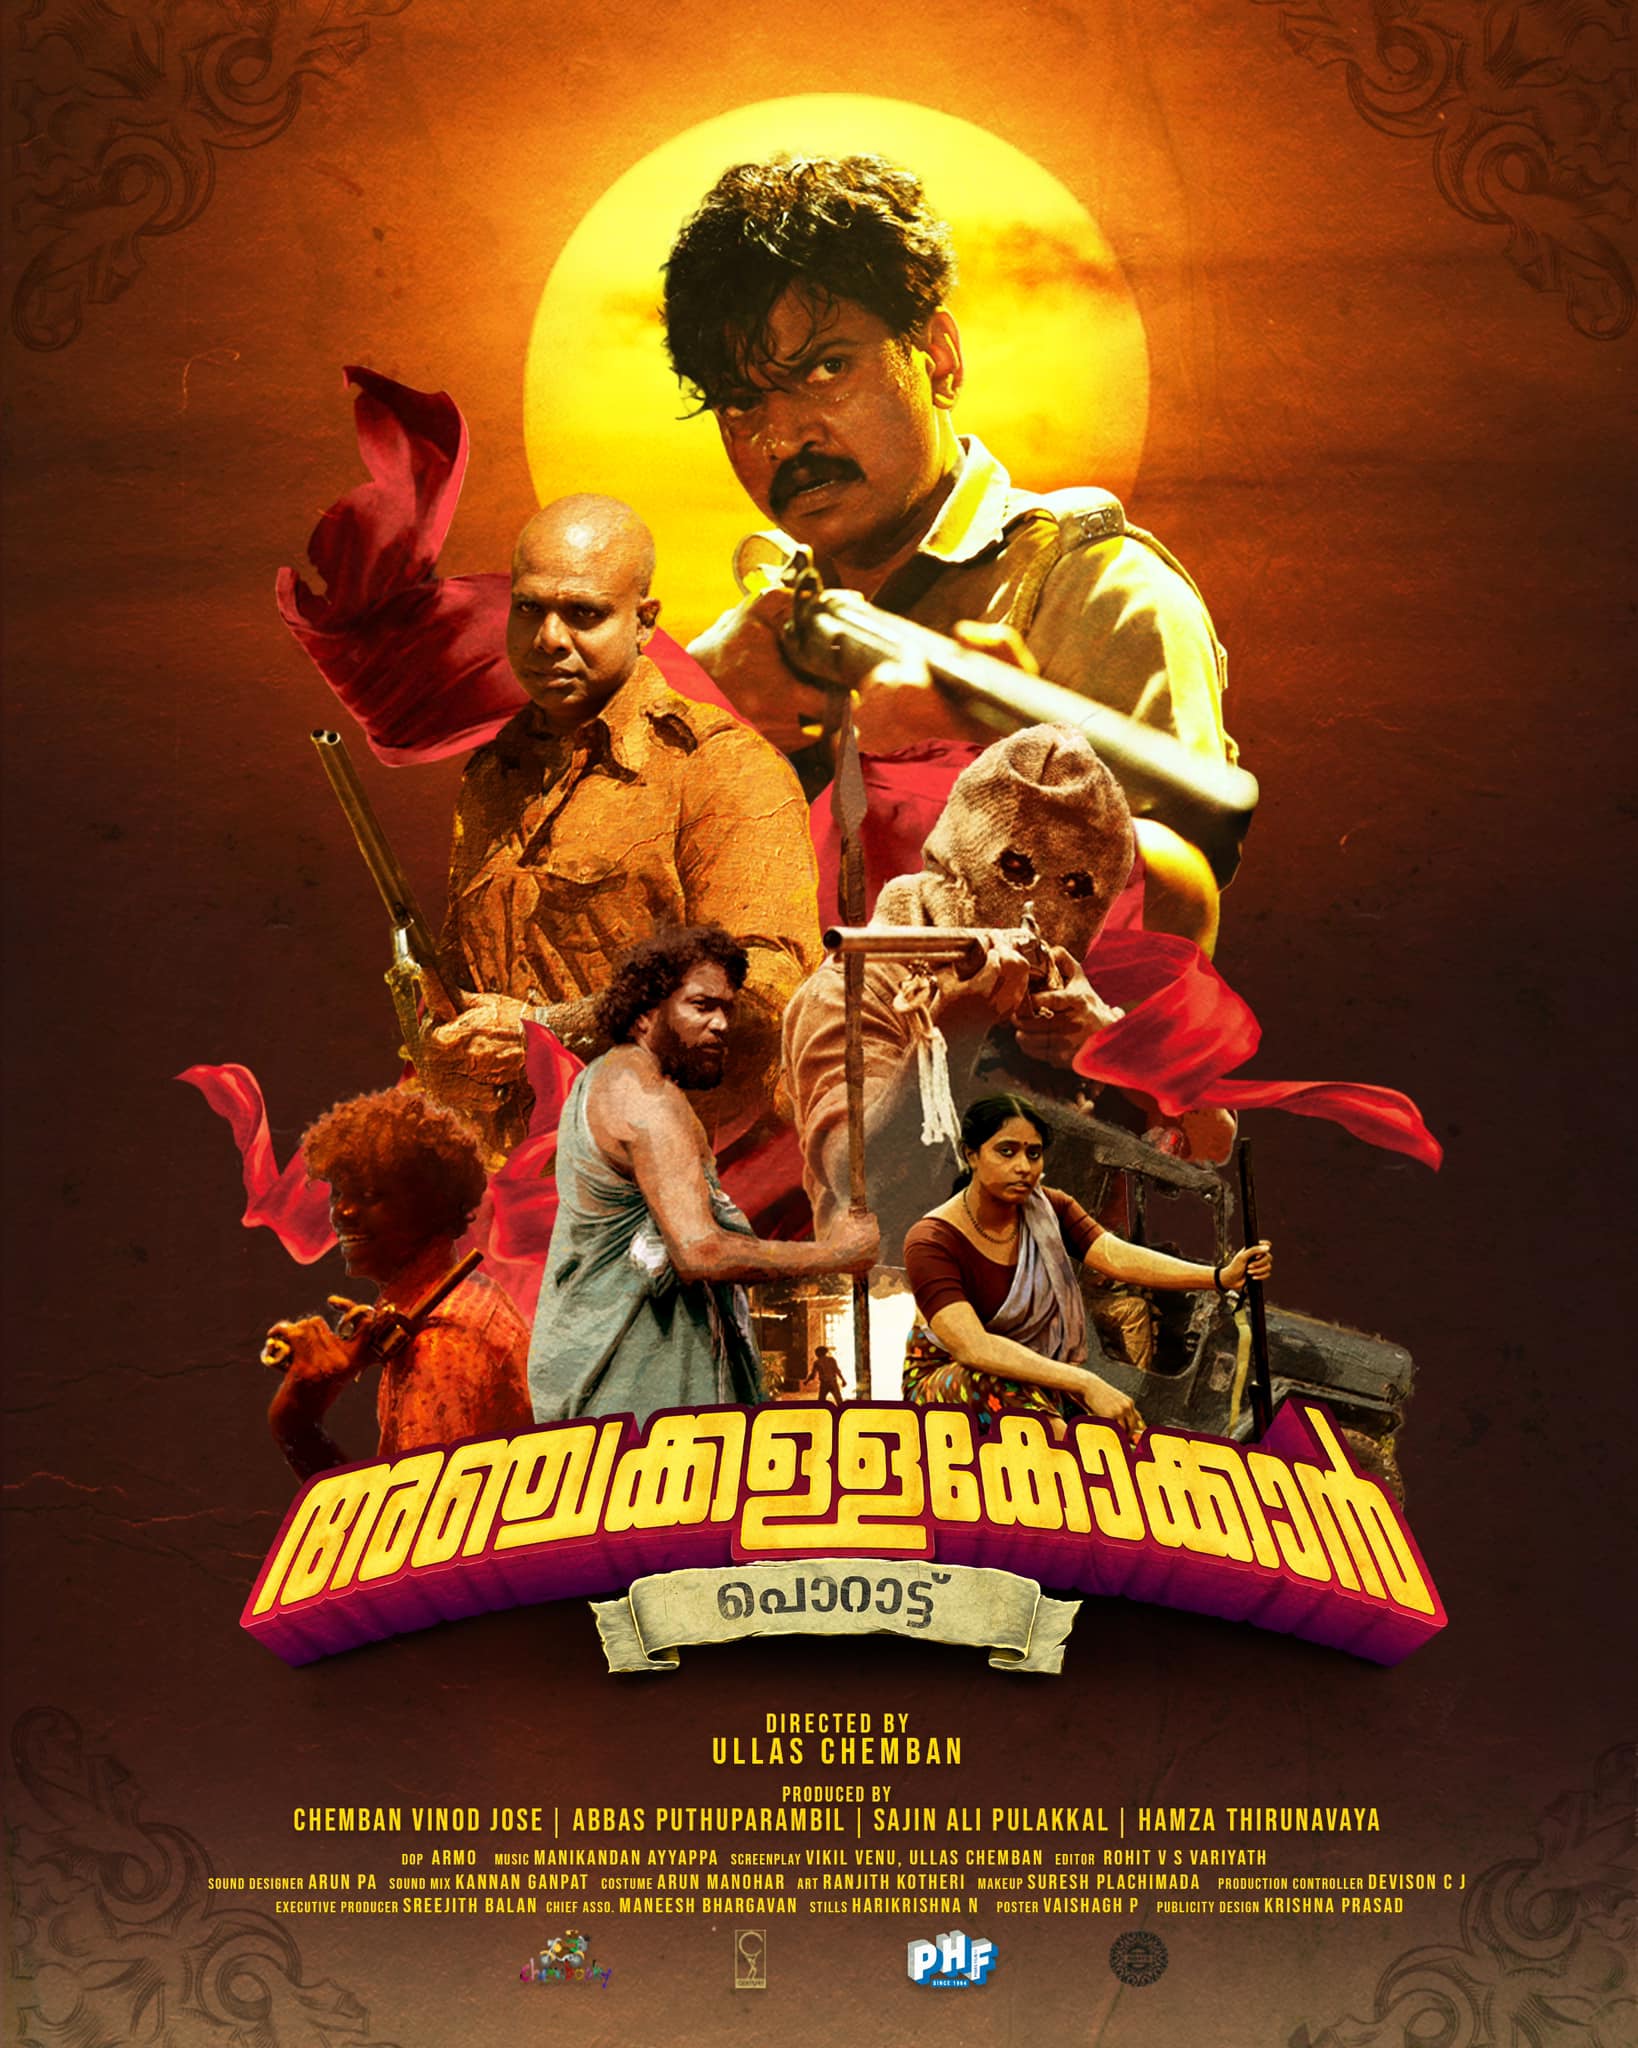 അഞ്ചക്കള്ളകോക്കാൻ
പൊറാട്ട്
DIRECTED BY
ULLAS CHEMBAN
PRODUCED BY
CHEMBAN VINOD JOSE | ABBAS PUTHUPARAMBIL | SAJIN ALI PULAKKAL | HAMZA THIRUNAVAYA
DOP ARMO MUSIC MANIKANDAN AYYAPPA SCREENPLAY VIKIL VENU, ULLAS CHEMBAN EDITOR ROHIT V S VARIYATH
SOUND DESIGNER ARUN PA SOUND MIX KANNAN GANPAT COSTUME ARUN MANOHAR ART RANJITH KOTHERI MAKEUP SURESH PLACHIMADA PRODUCTION CONTROLLER DEVISON C J
EXECUTIVE PRODUCER SREEJITH BALAN CHIEF ASSO. MANEESH BHARGAVAN STILLS HARIKRISHNA N POSTER VAISHAGH P PUBLICITY DESIGN KRISHNA PRASAD
CENTURY
PHF
SINCE 1984